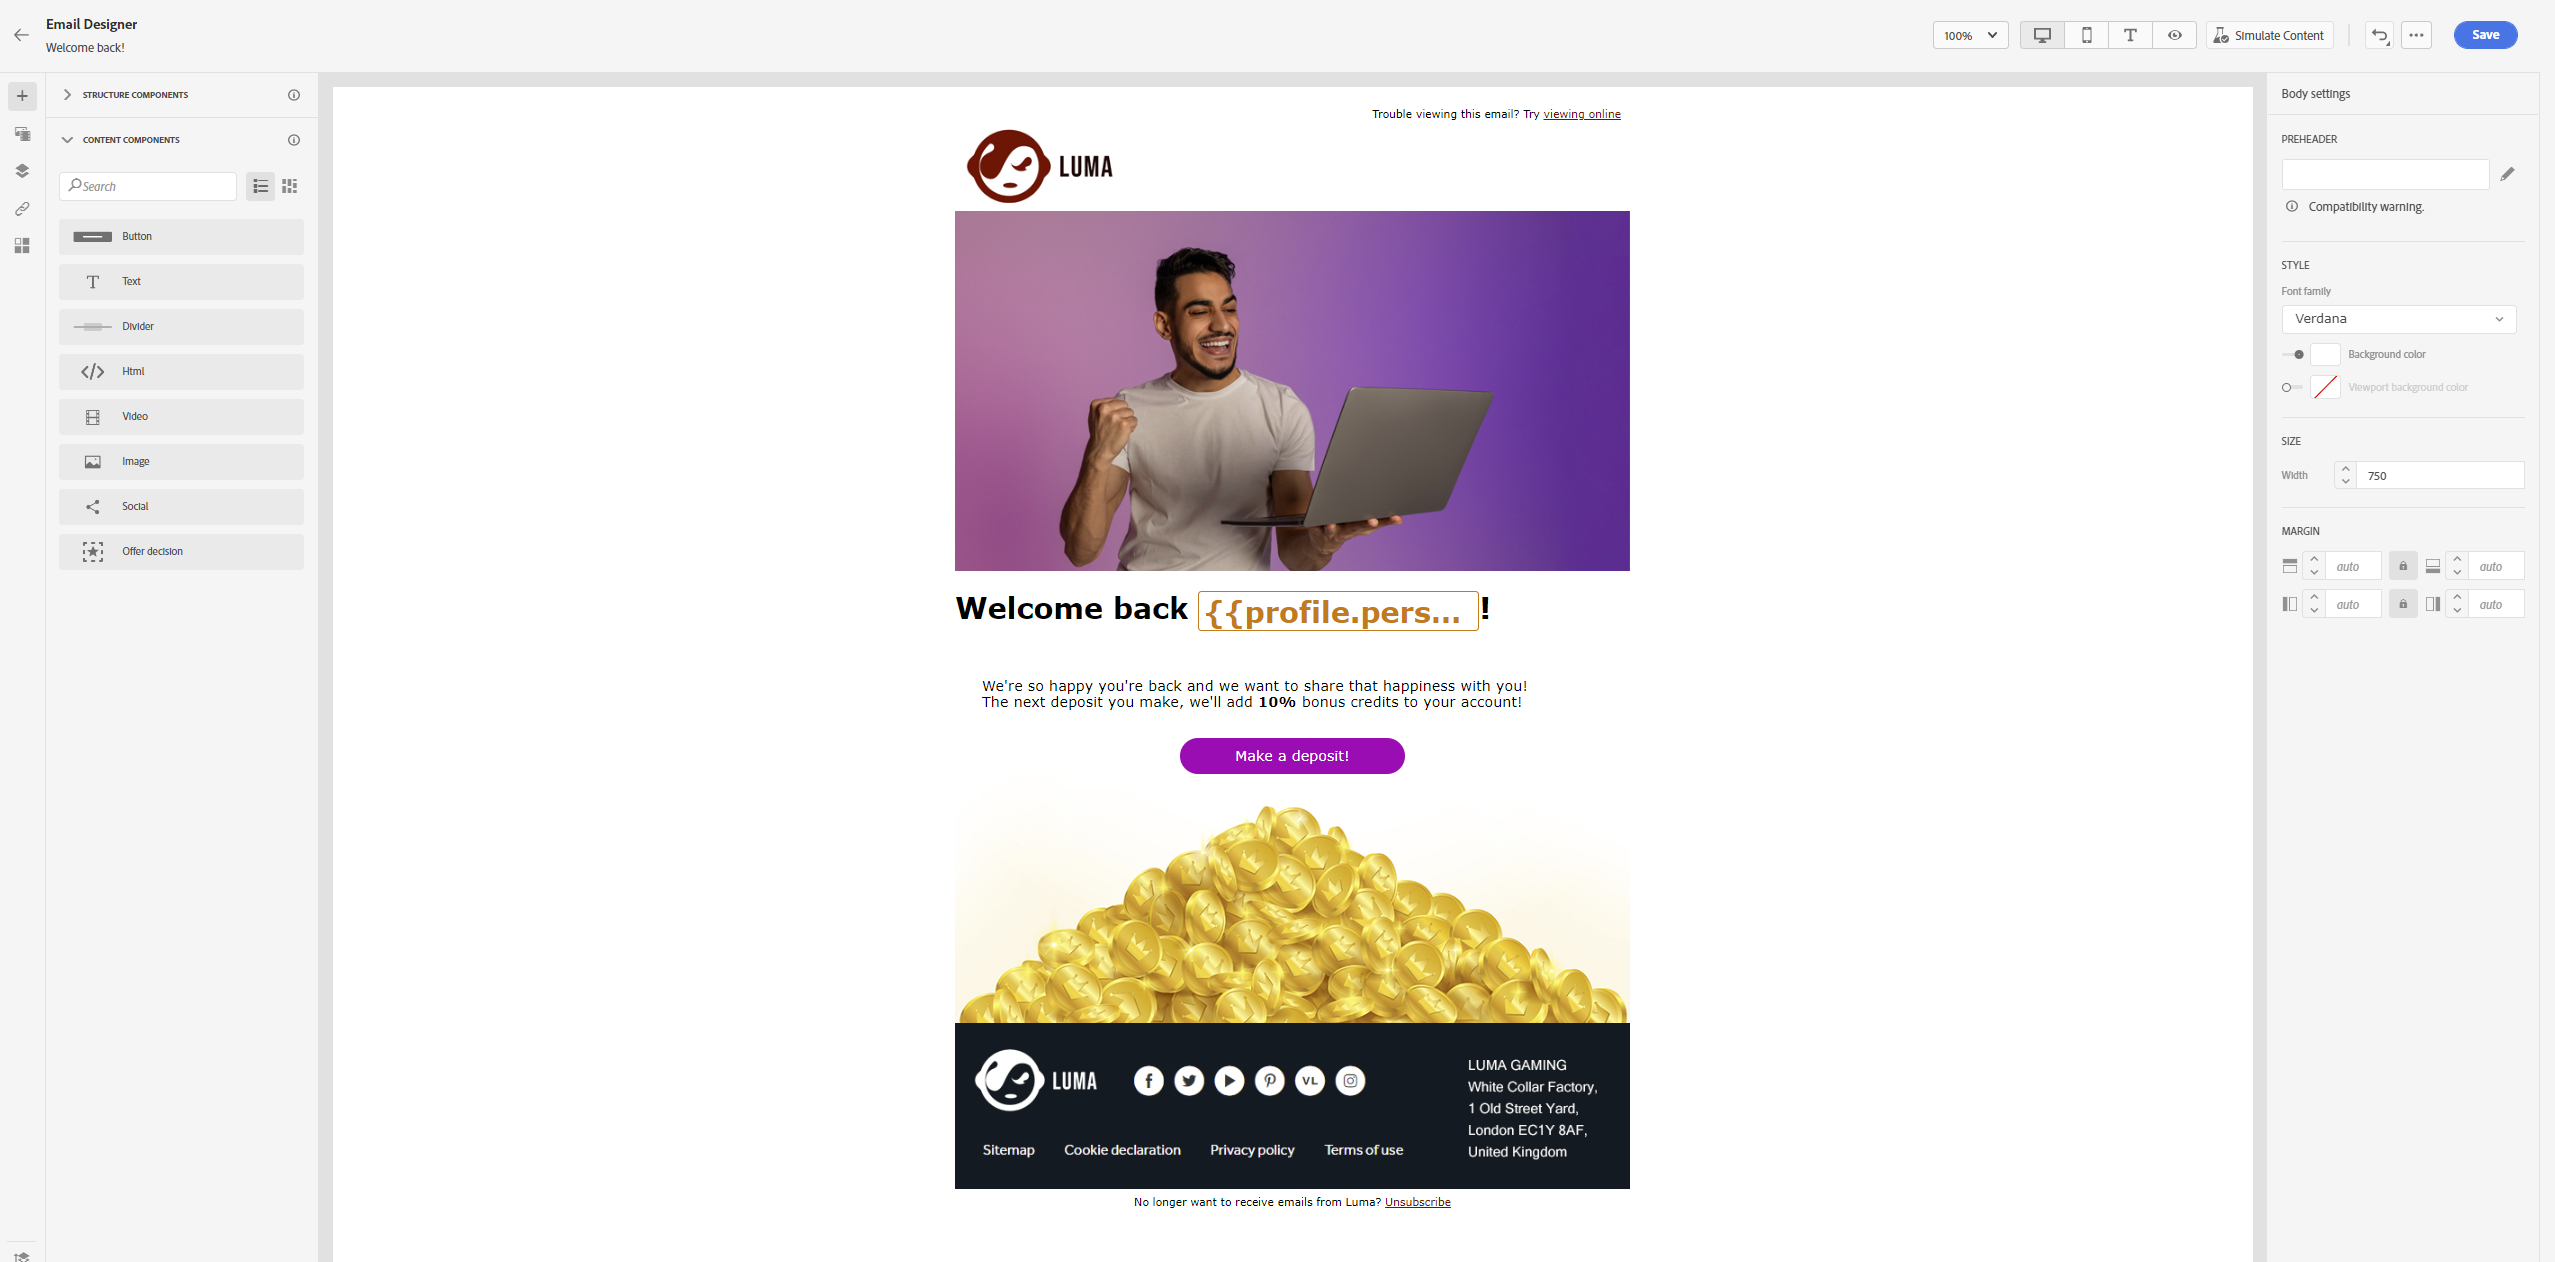 Email Designer
Welcome back!
100%
Simulate Content
Save
STRUCTURE COMPONENTS
CONTENT COMPONENTS
Search
Button
Text
Divider
Html
Video
Image
Social
Offer decision
Trouble viewing this email? Try viewing online
LUMA
Welcome back {{profile.pers... !
We're so happy you're back and we want to share that happiness with you!
The next deposit you make, we'll add 10% bonus credits to your account!
Make a deposit!
LUMA
VL
Sitemap
Cookie declaration
Privacy policy
Terms of use
LUMA GAMING
White Collar Factory,
1 Old Street Yard,
London EC1Y 8AF,
United Kingdom
No longer want to receive emails from Luma? Unsubscribe
Body settings
PREHEADER
Compatibility warning.
STYLE
Font family
Verdana
Background color
Viewport background color
SIZE
Width
750
MARGIN
auto
auto
auto
auto